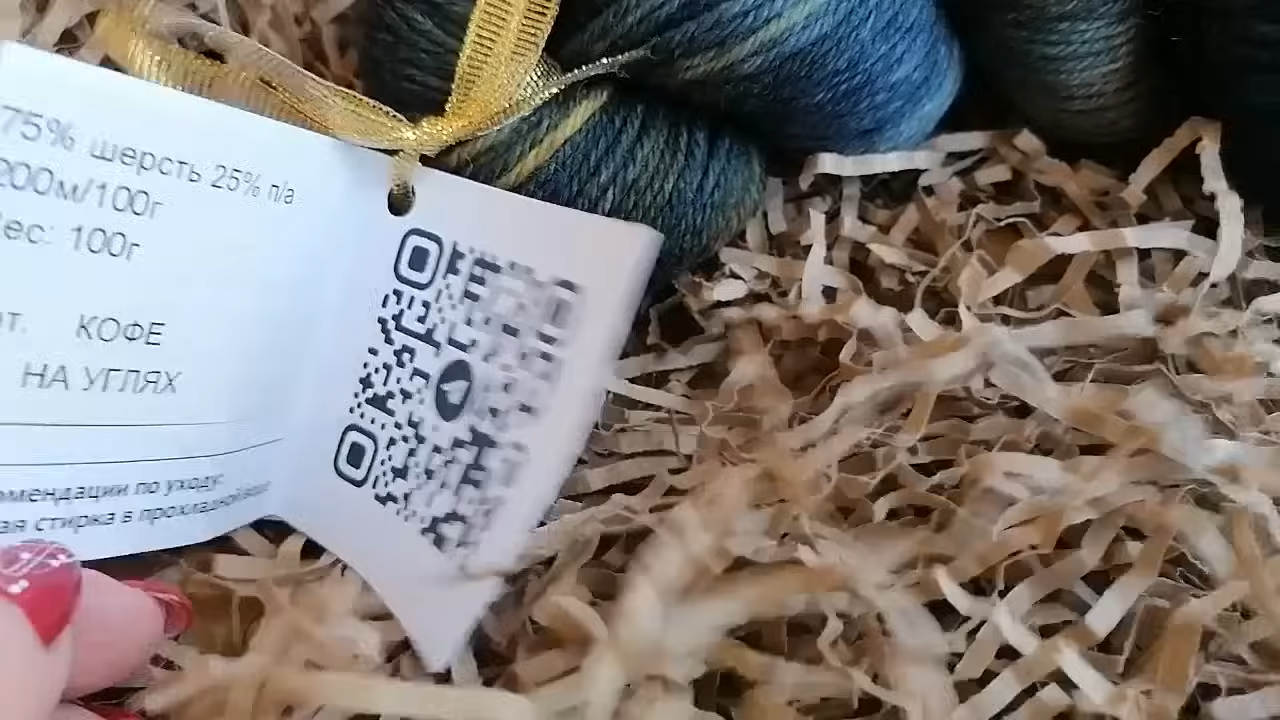 75% шерсть 25% п/а
200м/100г
ес: 100г
т. КОФЕ
НА УГЛЯХ
омендации по уходу:
ая стирка в прохладной